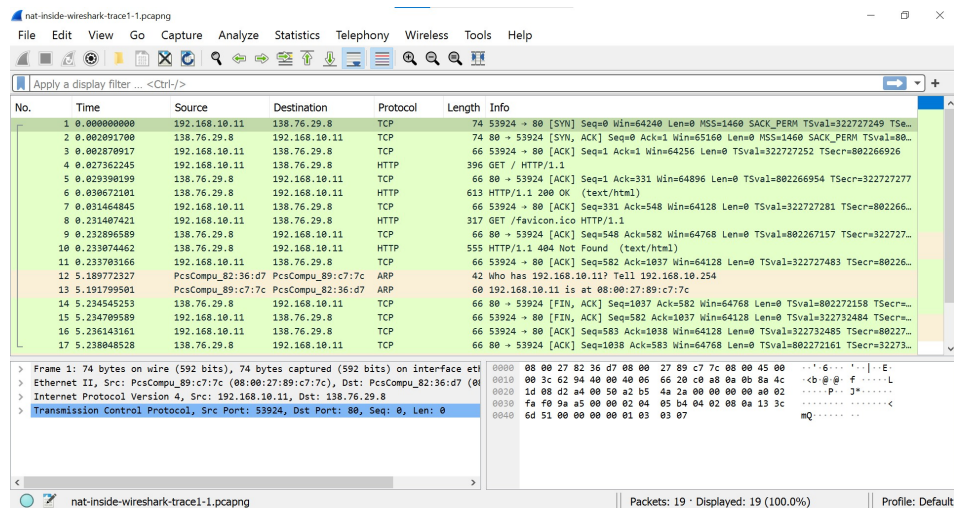 nat-inside-wireshark-trace1-1.pcapng
File Edit View Go Capture Analyze Statistics Telephony Wireless Tools Help
Apply a display filter ... <Ctrl-/>
No. Time Source Destination Protocol Length Info
1 0.000000000 192.168.10.11 138.76.29.8 TCP 74 53924 → 80 [SYN] Seq=0 Win=64240 Len=0 MSS=1460 SACK_PERM TSval=322727249 TSe…
2 0.002091700 138.76.29.8 192.168.10.11 TCP 74 80 → 53924 [SYN, ACK] Seq=0 Ack=1 Win=65160 Len=0 MSS=1460 SACK_PERM TSval=80…
3 0.002870917 192.168.10.11 138.76.29.8 TCP 66 53924 → 80 [ACK] Seq=1 Ack=1 Win=64256 Len=0 TSval=322727252 TSecr=802266926
4 0.027362245 192.168.10.11 138.76.29.8 HTTP 396 GET / HTTP/1.1
5 0.029390199 138.76.29.8 192.168.10.11 TCP 66 80 → 53924 [ACK] Seq=1 Ack=331 Win=64896 Len=0 TSval=802266954 TSecr=322727277
6 0.030672101 138.76.29.8 192.168.10.11 HTTP 613 HTTP/1.1 200 OK (text/html)
7 0.031464845 192.168.10.11 138.76.29.8 TCP 66 53924 → 80 [ACK] Seq=331 Ack=548 Win=64128 Len=0 TSval=322727281 TSecr=802266…
8 0.231407421 192.168.10.11 138.76.29.8 HTTP 317 GET /favicon.ico HTTP/1.1
9 0.232896589 138.76.29.8 192.168.10.11 TCP 66 80 → 53924 [ACK] Seq=548 Ack=582 Win=64768 Len=0 TSval=802267157 TSecr=322727…
10 0.233074462 138.76.29.8 192.168.10.11 HTTP 555 HTTP/1.1 404 Not Found (text/html)
11 0.233703166 192.168.10.11 138.76.29.8 TCP 66 53924 → 80 [ACK] Seq=582 Ack=1037 Win=64128 Len=0 TSval=322727483 TSecr=80226…
12 5.189772327 PcsCompu_82:36:d7 PcsCompu_89:c7:7c ARP 42 Who has 192.168.10.11? Tell 192.168.10.254
13 5.191799501 PcsCompu_89:c7:7c PcsCompu_82:36:d7 ARP 60 192.168.10.11 is at 08:00:27:89:c7:7c
14 5.234545253 138.76.29.8 192.168.10.11 TCP 66 80 → 53924 [FIN, ACK] Seq=1037 Ack=582 Win=64768 Len=0 TSval=802272158 TSecr=…
15 5.234709589 192.168.10.11 138.76.29.8 TCP 66 53924 → 80 [FIN, ACK] Seq=582 Ack=1037 Win=64128 Len=0 TSval=322732484 TSecr=…
16 5.236143161 192.168.10.11 138.76.29.8 TCP 66 53924 → 80 [ACK] Seq=583 Ack=1038 Win=64128 Len=0 TSval=322732485 TSecr=80227…
17 5.238048528 138.76.29.8 192.168.10.11 TCP 66 80 → 53924 [ACK] Seq=1038 Ack=583 Win=64768 Len=0 TSval=802272161 TSecr=32273…
Frame 1: 74 bytes on wire (592 bits), 74 bytes captured (592 bits) on interface eth
Ethernet II, Src: PcsCompu_89:c7:7c (08:00:27:89:c7:7c), Dst: PcsCompu_82:36:d7 (08
Internet Protocol Version 4, Src: 192.168.10.11, Dst: 138.76.29.8
Transmission Control Protocol, Src Port: 53924, Dst Port: 80, Seq: 0, Len: 0
0000 08 00 27 82 36 d7 08 00 27 89 c7 7c 08 00 45 00 ··'·6··· '··|··E·
0010 00 3c 62 94 40 00 40 06 66 20 c0 a8 0a 0b 8a 4c ·<b·@·@· f ·····L
0020 1d 08 d2 a4 00 50 a2 b5 4a 2a 00 00 00 00 a0 02 ·····P·· J*······
0030 fa f0 9a a5 00 00 02 04 05 b4 04 02 08 0a 13 3c ········ ·······<
0040 6d 51 00 00 00 00 01 03 03 07 mQ······ ··
nat-inside-wireshark-trace1-1.pcapng
Packets: 19 · Displayed: 19 (100.0%)
Profile: Default